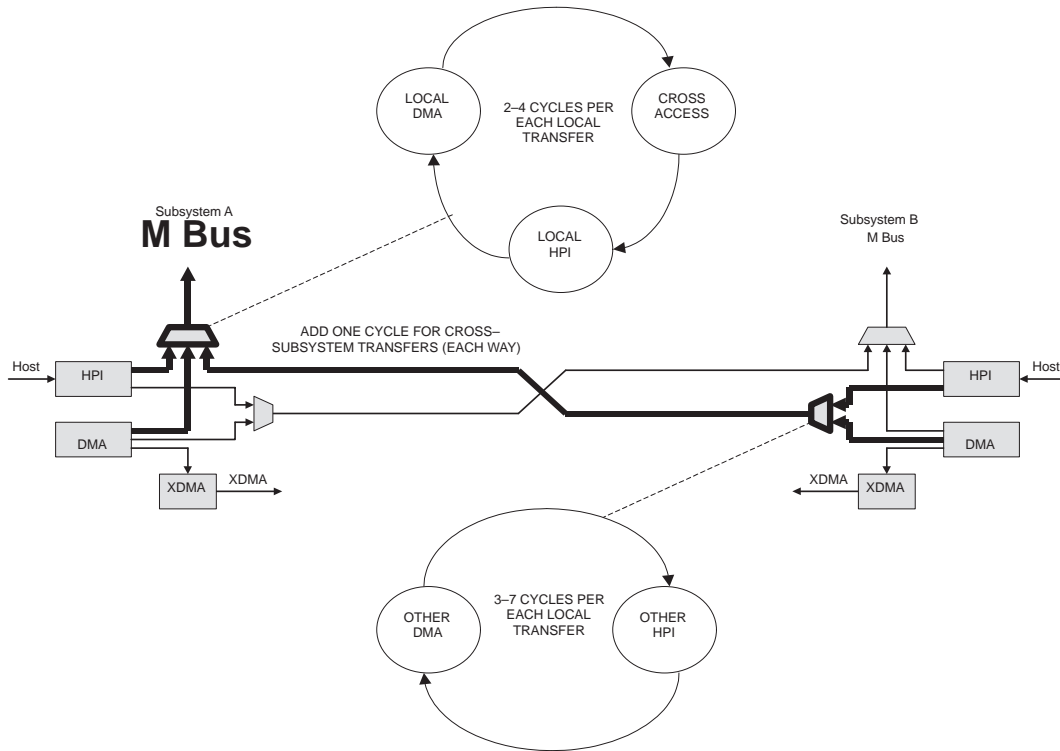 LOCAL
DMA
2–4 CYCLES PER
EACH LOCAL
TRANSFER
CROSS
ACCESS
LOCAL
HPI
Subsystem A
M Bus
Subsystem B
M Bus
ADD ONE CYCLE FOR CROSS–
SUBSYSTEM TRANSFERS (EACH WAY)
Host
HPI
HPI
Host
DMA
DMA
XDMA
XDMA
XDMA
XDMA
OTHER
DMA
3–7 CYCLES PER
EACH LOCAL
TRANSFER
OTHER
HPI